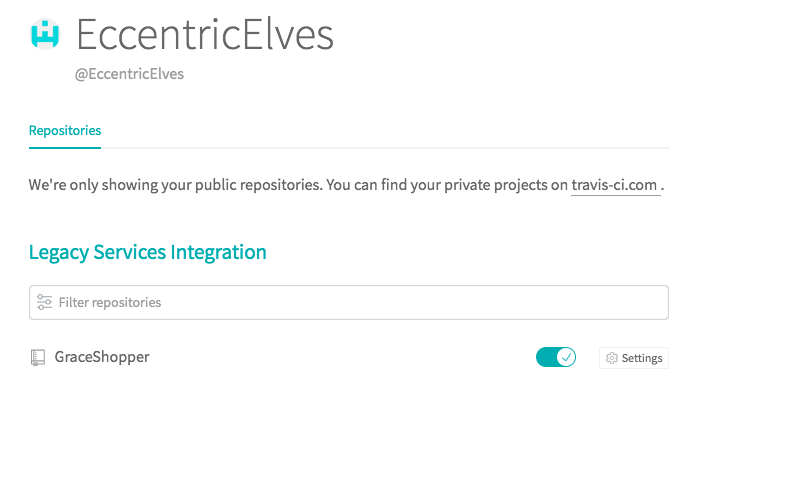 EccentricElves
@EccentricElves
Repositories
We're only showing your public repositories. You can find your private projects on travis-ci.com .
Legacy Services Integration
Filter repositories
GraceShopper
Settings